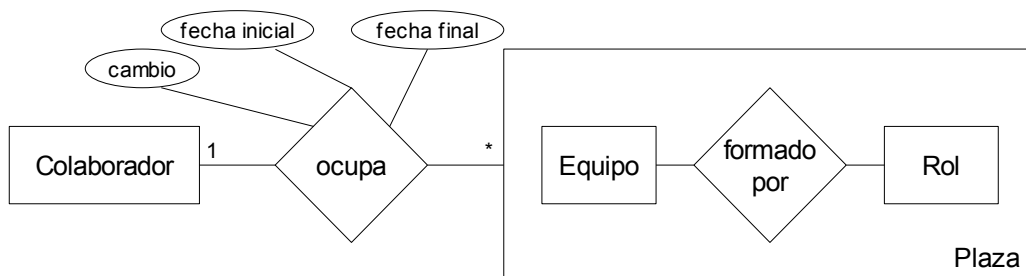 fecha inicial
fecha final
cambio
Colaborador
1
ocupa
*
Equipo
formado
por
Rol
Plaza